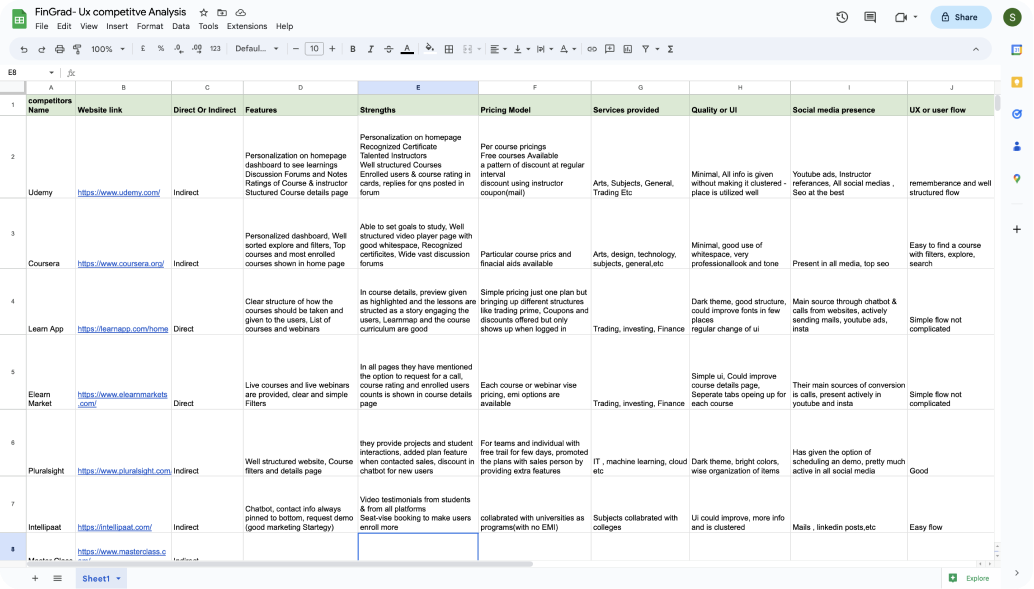 FinGrad- Ux competitve Analysis
File Edit View Insert Format Data Tools Extensions Help
Share
S
100% £ % .0 .00 123 Defaul... 10 B I A Σ
E8 fx
A B C D E F G H I J
1
competitors
Name
Website link
Direct Or Indirect
Features
Strengths
Pricing Model
Services provided
Quality or UI
Social media presence
UX or user flow
2
Udemy
https://www.udemy.com/
Indirect
Personalization on homepage
dashboard to see learnings
Discussion Forums and Notes
Ratings of Course & instructor
Stuctured Course details page
Personalization on homepage
Recognized Certificate
Talented Instructors
Well structured Courses
Enrolled users & course rating in
cards, replies for qns posted in
forum
Per course pricings
Free courses Available
a pattern of discount at regular
interval
discount using instructor
coupon(mail)
Arts, Subjects, General,
Trading Etc
Minimal, All info is given
without making it clustered -
place is utilized well
Youtube ads, Instructor
referances, All social medias ,
Seo at the best
rememberance and well
structured flow
3
Coursera
https://www.coursera.org/
Indirect
Personalized dashboard, Well
sorted explore and filters, Top
courses and most enrolled
courses shown in home page
Able to set goals to study, Well
structured video player page with
good whitespace, Recognized
certificites, Wide vast discussion
forums
Particular course prics and
finacial aids available
Arts, design, technology,
subjects, general,etc
Minimal, good use of
whitespace, very
professionallook and tone
Present in all media, top seo
Easy to find a course
with filters, explore,
search
4
Learn App
https://learnapp.com/home
Direct
Clear structure of how the
courses should be taken and
given to the users, List of
courses and webinars
In course details, preview given
as highlighted and the lessons are
structed as a story engaging the
users, Learnmap and the course
curriculum are good
Simple pricing just one plan but
bringing up different structures
like trading prime, Coupons and
discounts offered but only
shows up when logged in
Trading, investing, Finance
Dark theme, good structure,
could improve fonts in few
places
regular change of ui
Main source through chatbot &
calls from websites, actively
sending mails, youtube ads,
insta
Simple flow not
complicated
5
Elearn
Market
https://www.elearnmarkets
.com/
Direct
Live courses and live webinars
are provided, clear and simple
Filters
In all pages they have mentioned
the option to request for a call,
course rating and enrolled users
counts is shown in course details
page
Each course or webinar vise
pricing, emi options are
available
Trading, investing, Finance
Simple ui, Could improve
course details page,
Seperate tabs opeing up for
each course
Their main sources of conversion
is calls, present actively in
youtube and insta
Simple flow not
complicated
6
Pluralsight
https://www.pluralsight.com
Indirect
Well structured website, Course
filters and details page
they provide projects and student
interactions, added plan feature
when contacted sales, discount in
chatbot for new users
For teams and individual with
free trail for few days, promoted
the plans with sales person by
providing extra features
IT , machine learning, cloud
etc
Dark theme, bright colors,
wise organization of items
Has given the option of
scheduling an demo, pretty much
active in all social media
Good
7
Intellipaat
https://intellipaat.com/
Indirect
Chatbot, contact info always
pinned to bottom, request demo
(good marketing Startegy)
Video testimonials from students
& from all platforms
Seat-vise booking to make users
enroll more
collabrated with universities as
programs(with no EMI)
Subjects collabrated with
colleges
Ui could improve, more info
and is clustered
Mails , linkedin posts,etc
Easy flow
8
Master Class
https://www.masterclass.c
om/
Indirect
Sheet1
Explore